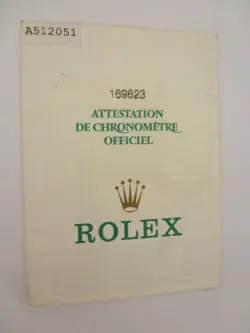 A512051
169623
ATTESTATION
DE CHRONOMÈTRE
OFFICIEL
ROLEX